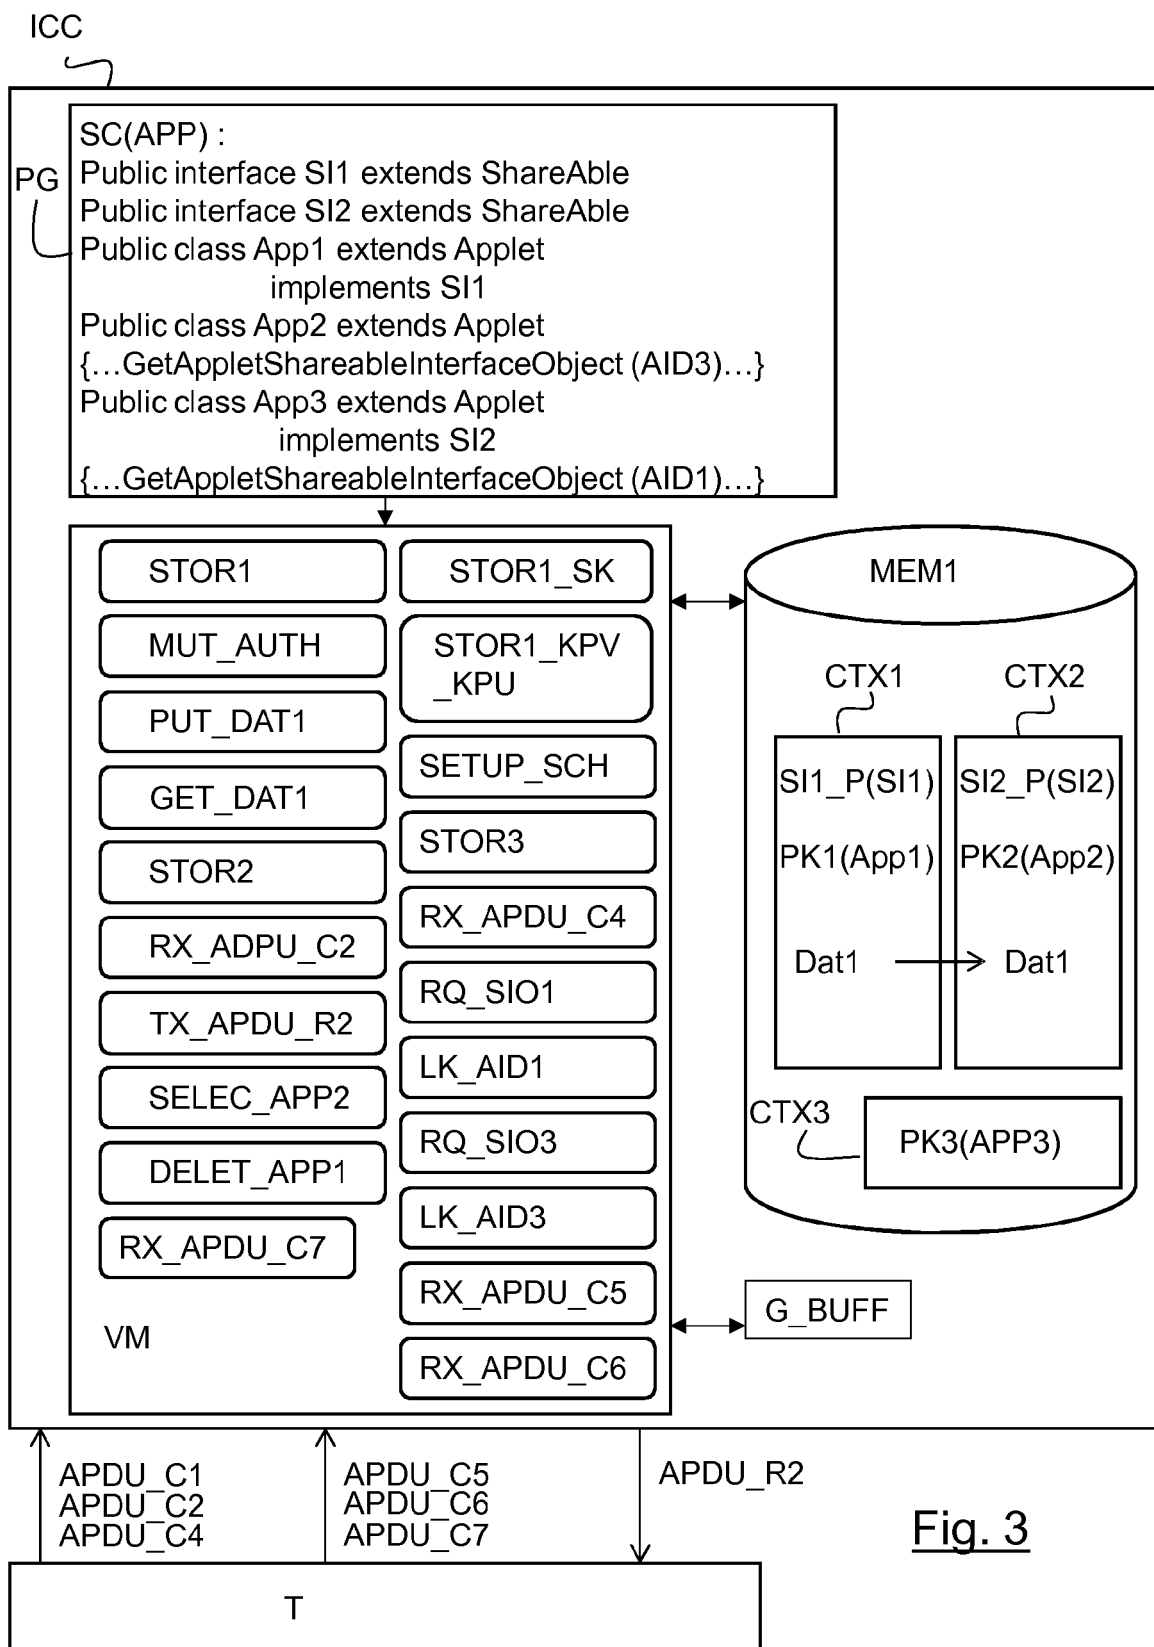 ICC
SC(APP) :
PG
Public interface SI1 extends ShareAble
Public interface SI2 extends ShareAble
Public class App1 extends Applet
implements SI1
Public class App2 extends Applet
{...GetAppletShareableInterfaceObject (AID3)...}
Public class App3 extends Applet
implements SI2
{...GetAppletShareableInterfaceObject (AID1)...}
STOR1
MUT_AUTH
PUT_DAT1
GET_DAT1
STOR2
RX_ADPU_C2
TX_APDU_R2
SELEC_APP2
DELET_APP1
RX_APDU_C7
VM
STOR1_SK
STOR1_KPV
_KPU
SETUP_SCH
STOR3
RX_APDU_C4
RQ_SIO1
LK_AID1
RQ_SIO3
LK_AID3
RX_APDU_C5
RX_APDU_C6
MEM1
CTX1
CTX2
SI1_P(SI1)
SI2_P(SI2)
PK1(App1)
PK2(App2)
Dat1
Dat1
CTX3
PK3(APP3)
G_BUFF
APDU_C1
APDU_C2
APDU_C4
APDU_C5
APDU_C6
APDU_C7
APDU_R2
Fig. 3
T